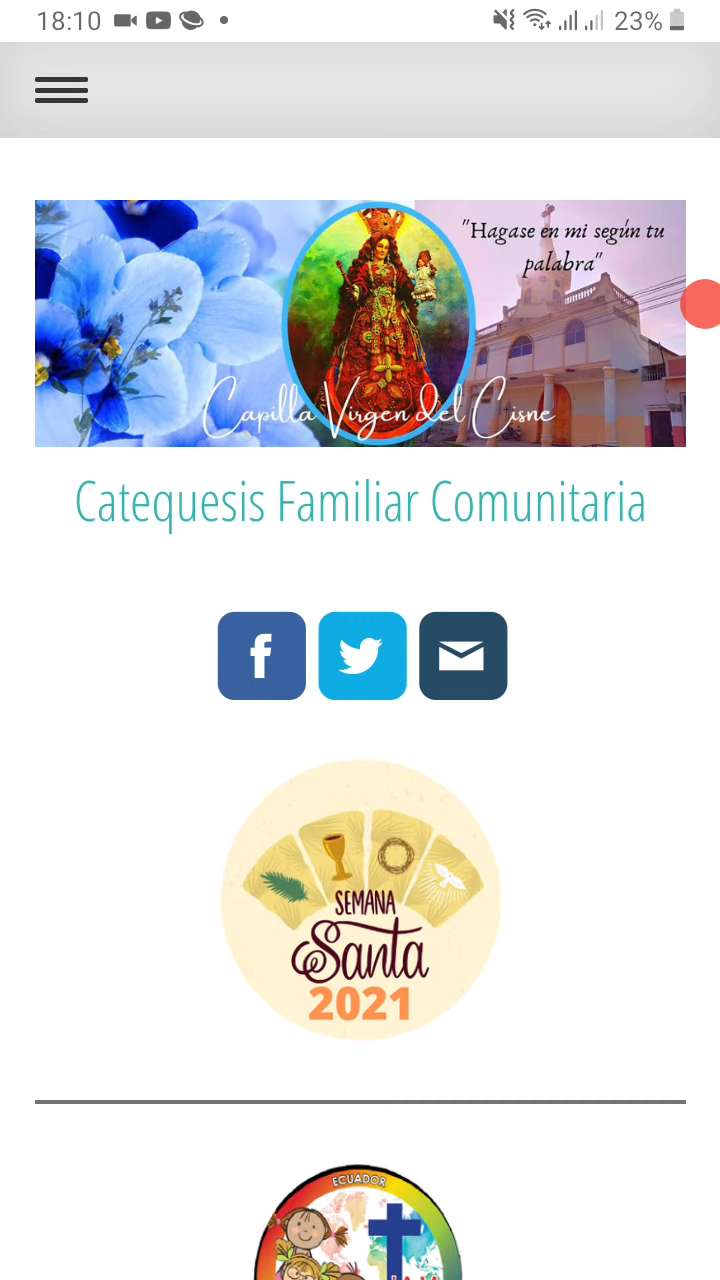 18:10
23%
"Hagase en mi según tu
palabra"
Capilla Virgen del Cisne
Catequesis Familiar Comunitaria
SEMANA
Santa
2021
ECUADOR